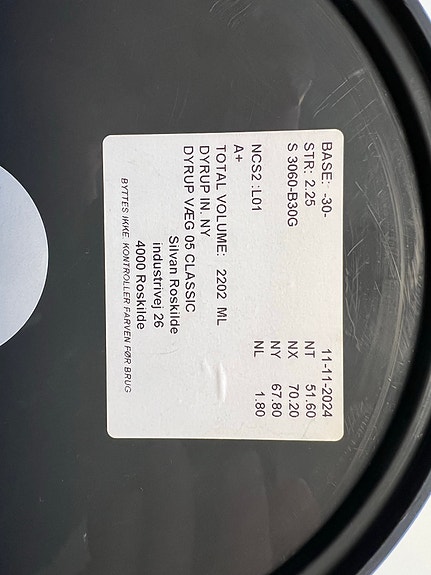 BASE: -30- 11-11-2024
STR: 2.25 NT 51.60
S 3060-B30G NX 70.20
NY 67.80
NCS2 :L01 NL 1.80
A+
TOTAL VOLUME: 2202 ML
DYRUP IN. NY
DYRUP VÆG 05 CLASSIC
Silvan Roskilde
industrivej 26
4000 Roskilde
BYTTES IKKE. KONTROLLER FARVEN FØR BRUG